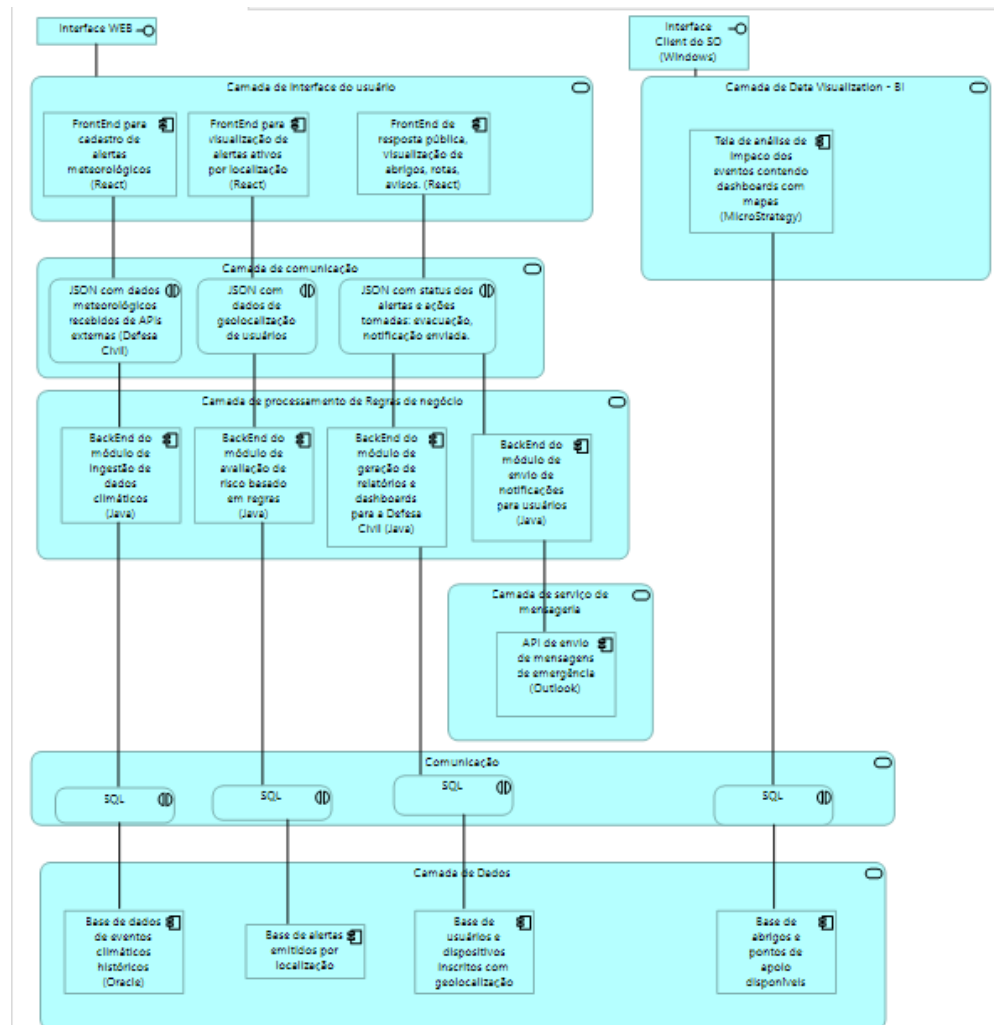 Interface WEB
Interface
Client do SO
(Windows)
Camada de Interface do usuário
FrontEnd para
cadastro de
alertas
meteorológicos
(React)
FrontEnd para
visualização de
alertas ativos
por localização
(React)
FrontEnd de
resposta pública,
visualização de
abrigos, rotas,
avisos. (React)
Camada de Data Visualization - BI
Tela de análise de
impaco dos
eventos contendo
dashboards com
mapas
(MicroStrategy)
Camada de comunicação
JSON com dados
meteorológicos
recebidos de APIs
externas (Defesa
Civil)
JSON com
dados de
geolocalização
de usuários
JSON com status dos
alertas e ações
tomadas: evacuação,
notificação enviada.
Camada de processamento de Regras de negócio
BackEnd do
módulo de
ingestão de
dados
climáticos
(Java)
BackEnd do
módulo de
avaliação de
risco basado
em regras
(Java)
BackEnd do
módulo de
geração de
relatórios e
dashboards
para a Defesa
Civil (Java)
BackEnd do
módulo de
envio de
notificações
para usuários
(Java)
Camada de serviço de
mensageria
API de envio
de mensagens
de emergência
(Outlook)
Comunicação
SQL
SQL
SQL
SQL
Camada de Dados
Base de dados
de eventos
climáticos
históricos
(Oracle)
Base de alertas
emitidos por
localização
Base de
usuários e
dispositivos
inscritos com
geolocalização
Base de
abrigos e
pontos de
apoio
disponíveis